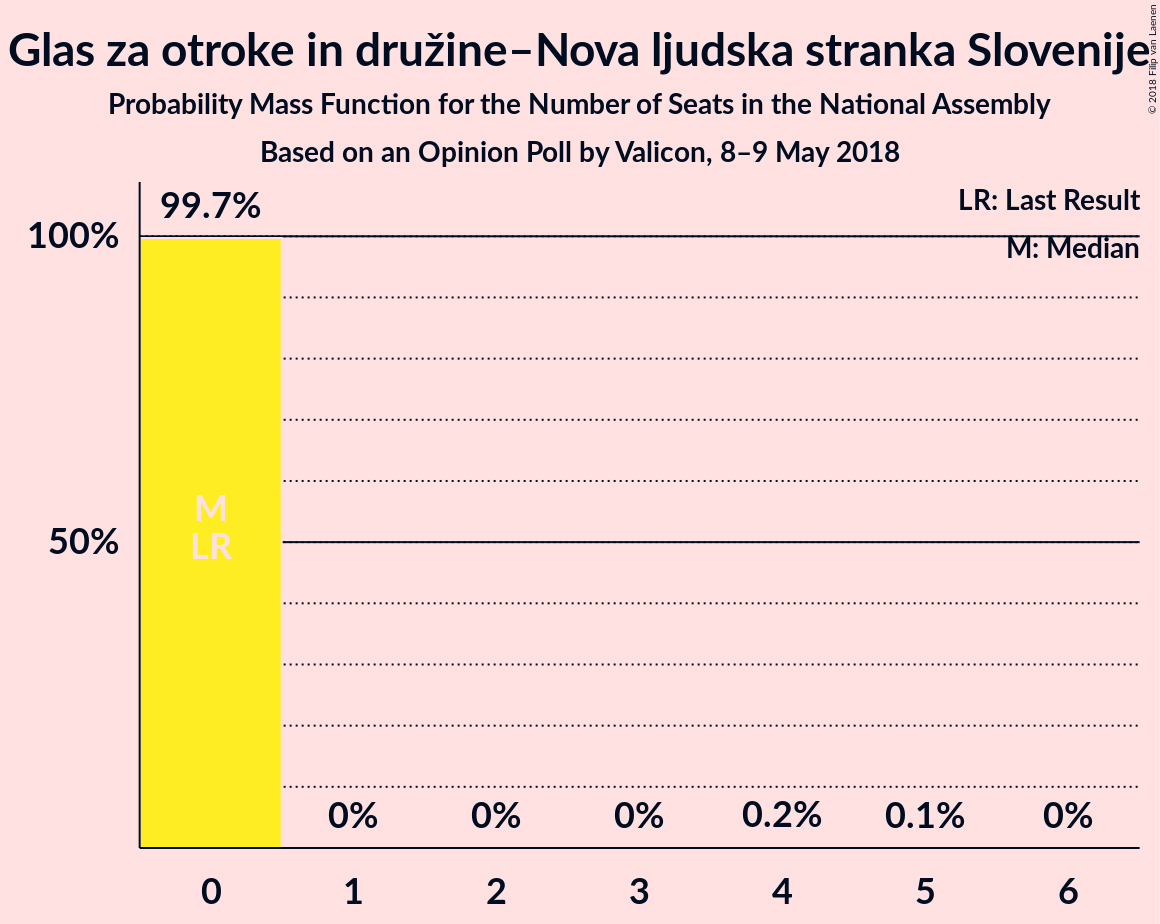 Glas za otroke in družine–Nova ljudska stranka Slovenije
Probability Mass Function for the Number of Seats in the National Assembly
Based on an Opinion Poll by Valicon, 8–9 May 2018
© 2018 Filip van Laenen
LR: Last Result
M: Median
99.7%
100%
M
LR
50%
0% 0% 0% 0.2% 0.1% 0%
0 1 2 3 4 5 6